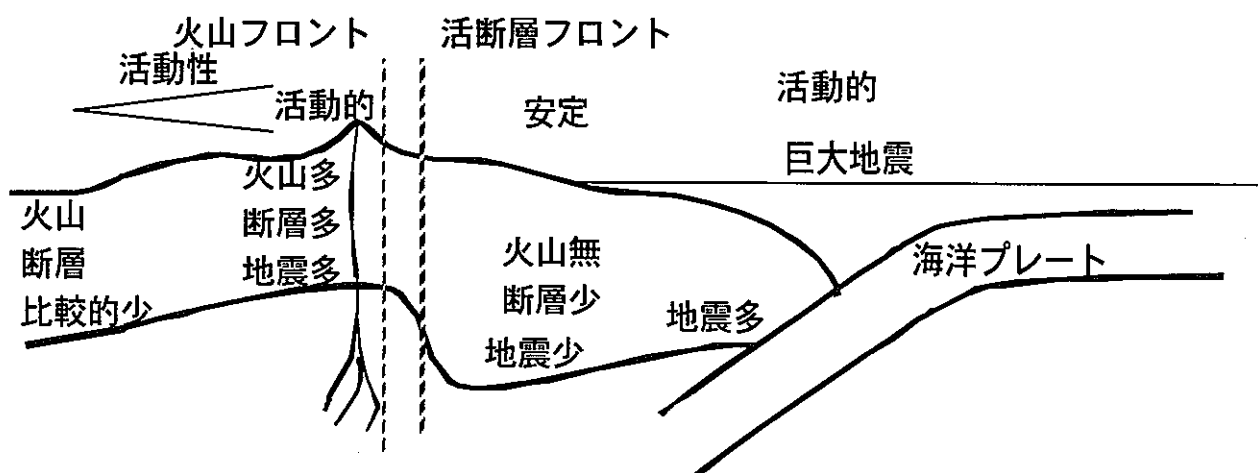 火山フロント
活断層フロント
活動性
活動的
安定
活動的
巨大地震
火山
断層
比較的少
火山多
断層多
地震多
火山無
断層少
地震少
地震多
海洋プレート